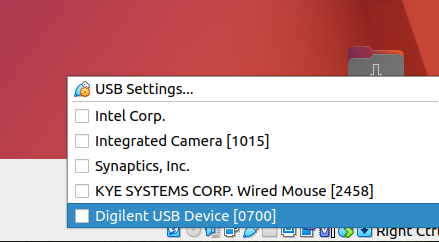 USB Settings...
Intel Corp.
Integrated Camera [1015]
Synaptics, Inc.
KYE SYSTEMS CORP. Wired Mouse [2458]
Digilent USB Device [0700]
Right Ctrl